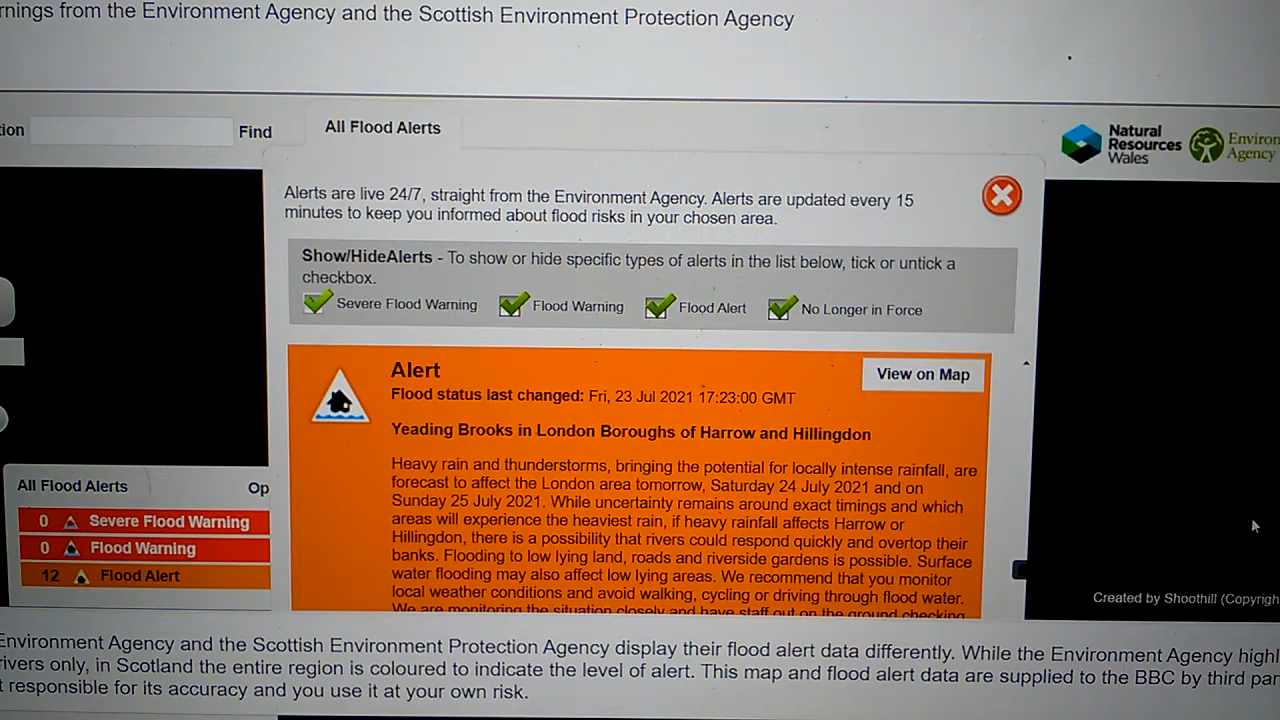 rnings from the Environment Agency and the Scottish Environment Protection Agency
tion
Find
All Flood Alerts
Natural
Resources
Wales
Environ
Agency
Alerts are live 24/7, straight from the Environment Agency. Alerts are updated every 15
minutes to keep you informed about flood risks in your chosen area.
Show/HideAlerts - To show or hide specific types of alerts in the list below, tick or untick a
checkbox.
Severe Flood Warning
Flood Warning
Flood Alert
No Longer in Force
Alert
View on Map
Flood status last changed: Fri, 23 Jul 2021 17:23:00 GMT
Yeading Brooks in London Boroughs of Harrow and Hillingdon
Heavy rain and thunderstorms, bringing the potential for locally intense rainfall, are
forecast to affect the London area tomorrow, Saturday 24 July 2021 and on
Sunday 25 July 2021. While uncertainty remains around exact timings and which
areas will experience the heaviest rain, if heavy rainfall affects Harrow or
Hillingdon, there is a possibility that rivers could respond quickly and overtop their
banks. Flooding to low lying land, roads and riverside gardens is possible. Surface
water flooding may also affect low lying areas. We recommend that you monitor
local weather conditions and avoid walking, cycling or driving through flood water.
We are monitoring the situation closely and have staff out on the ground checking
All Flood Alerts
Op
0 Severe Flood Warning
0 Flood Warning
12 Flood Alert
Created by Shoothill (Copyrigh
Environment Agency and the Scottish Environment Protection Agency display their flood alert data differently. While the Environment Agency highl
rivers only, in Scotland the entire region is coloured to indicate the level of alert. This map and flood alert data are supplied to the BBC by third par
t responsible for its accuracy and you use it at your own risk.